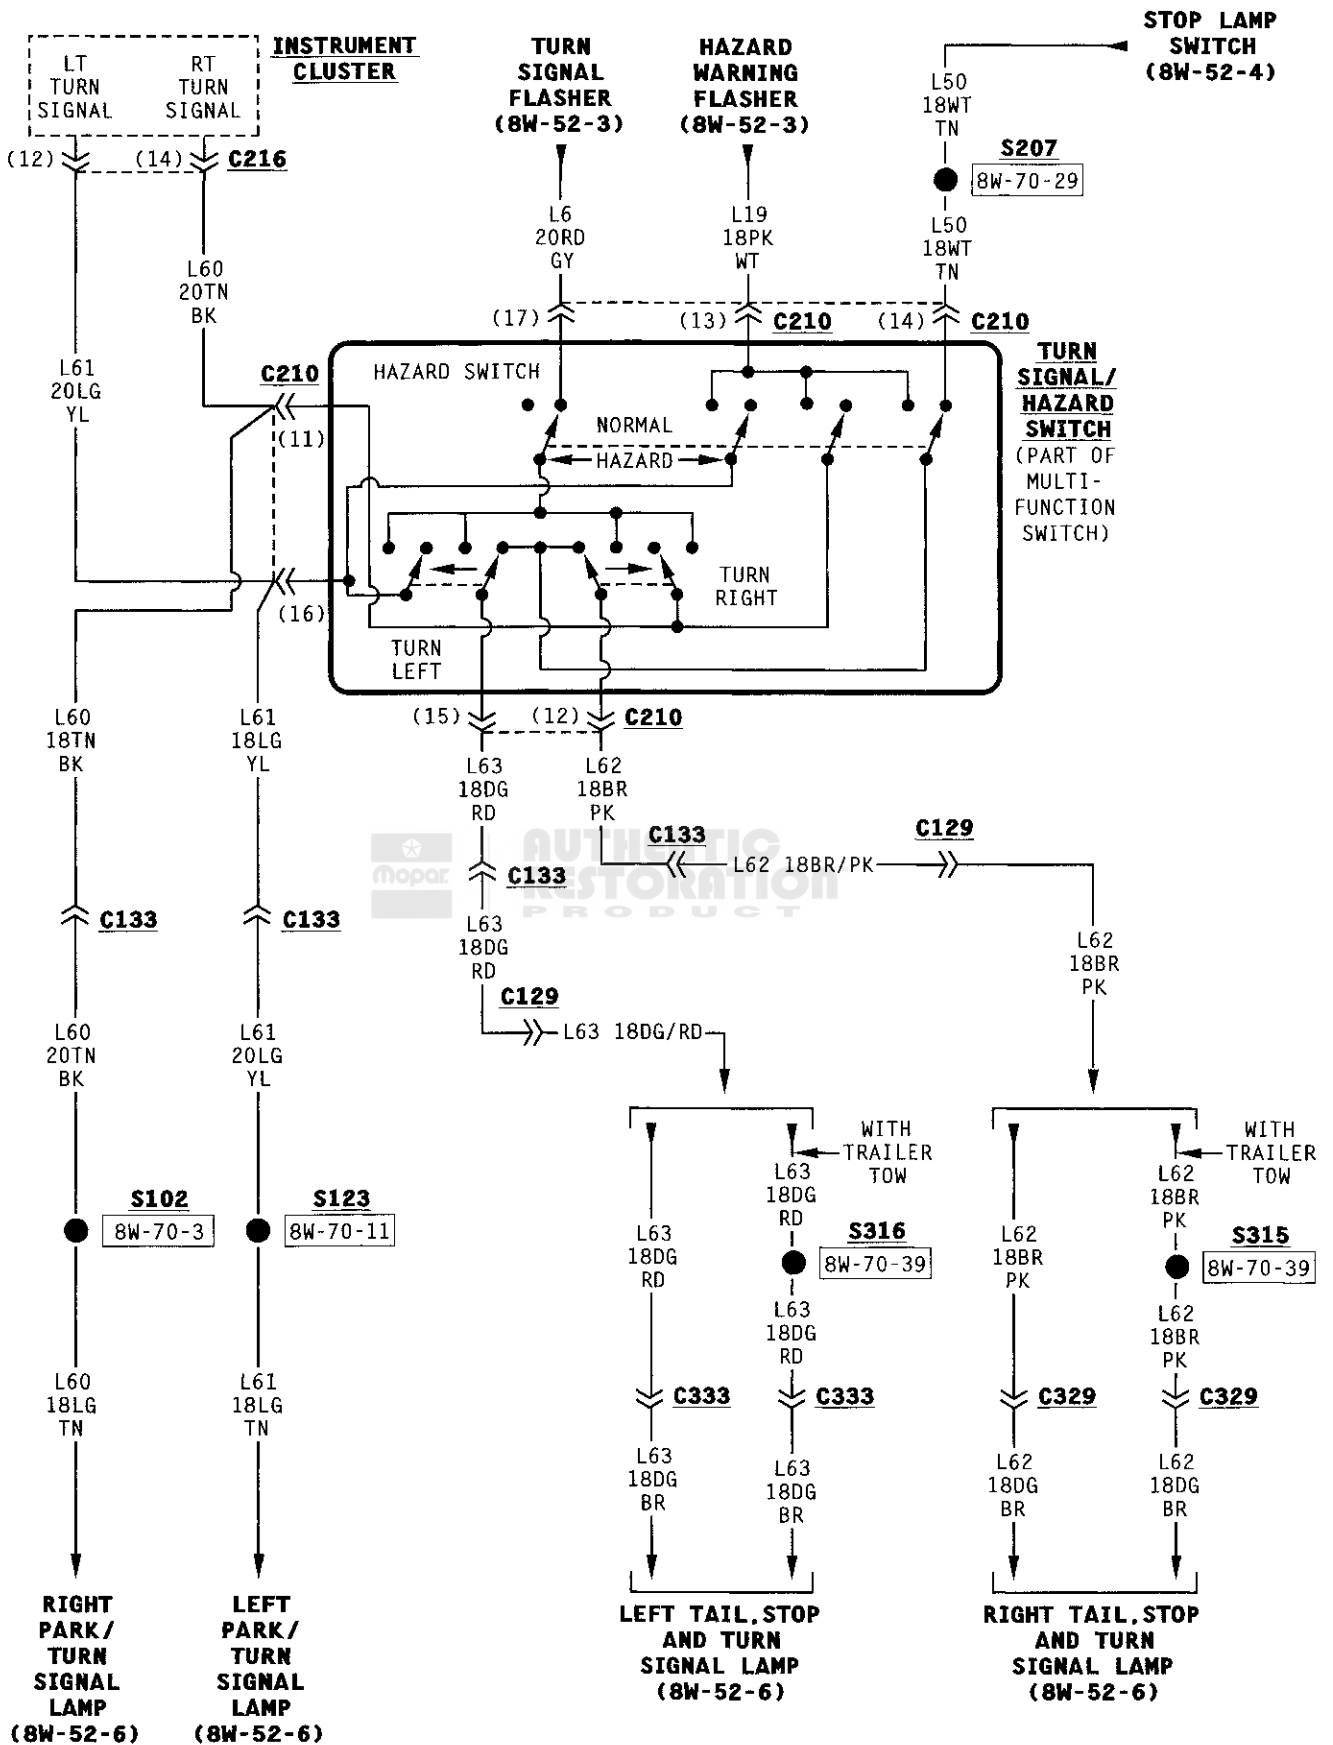 INSTRUMENT
CLUSTER
LT
TURN
SIGNAL
RT
TURN
SIGNAL
(12)
(14)
C216
TURN
SIGNAL
FLASHER
(8W-52-3)
HAZARD
WARNING
FLASHER
(8W-52-3)
STOP LAMP
SWITCH
(8W-52-4)
L50
18WT
TN
S207
8W-70-29
L6
20RD
GY
L19
18PK
WT
L50
18WT
TN
L60
20TN
BK
L61
20LG
YL
(17)
(13)
C210
(14)
C210
C210
(11)
(16)
HAZARD SWITCH
NORMAL
HAZARD
TURN
RIGHT
TURN
LEFT
TURN
SIGNAL/
HAZARD
SWITCH
(PART OF
MULTI-
FUNCTION
SWITCH)
L60
18TN
BK
L61
18LG
YL
(15)
(12)
C210
L63
18DG
RD
L62
18BR
PK
C133
L62 18BR/PK
C129
Mopar
AUTHENTIC
RESTORATION
PRODUCT
C133
C133
C133
L63
18DG
RD
L62
18BR
PK
C129
L63 18DG/RD
L60
20TN
BK
L61
20LG
YL
WITH
TRAILER
TOW
WITH
TRAILER
TOW
L63
18DG
RD
L62
18BR
PK
S102
8W-70-3
S123
8W-70-11
L63
18DG
RD
S316
8W-70-39
L62
18BR
PK
S315
8W-70-39
L63
18DG
RD
L62
18BR
PK
L60
18LG
TN
L61
18LG
TN
C333
C333
C329
C329
L63
18DG
BR
L63
18DG
BR
L62
18DG
BR
L62
18DG
BR
RIGHT
PARK/
TURN
SIGNAL
LAMP
(8W-52-6)
LEFT
PARK/
TURN
SIGNAL
LAMP
(8W-52-6)
LEFT TAIL,STOP
AND TURN
SIGNAL LAMP
(8W-52-6)
RIGHT TAIL,STOP
AND TURN
SIGNAL LAMP
(8W-52-6)